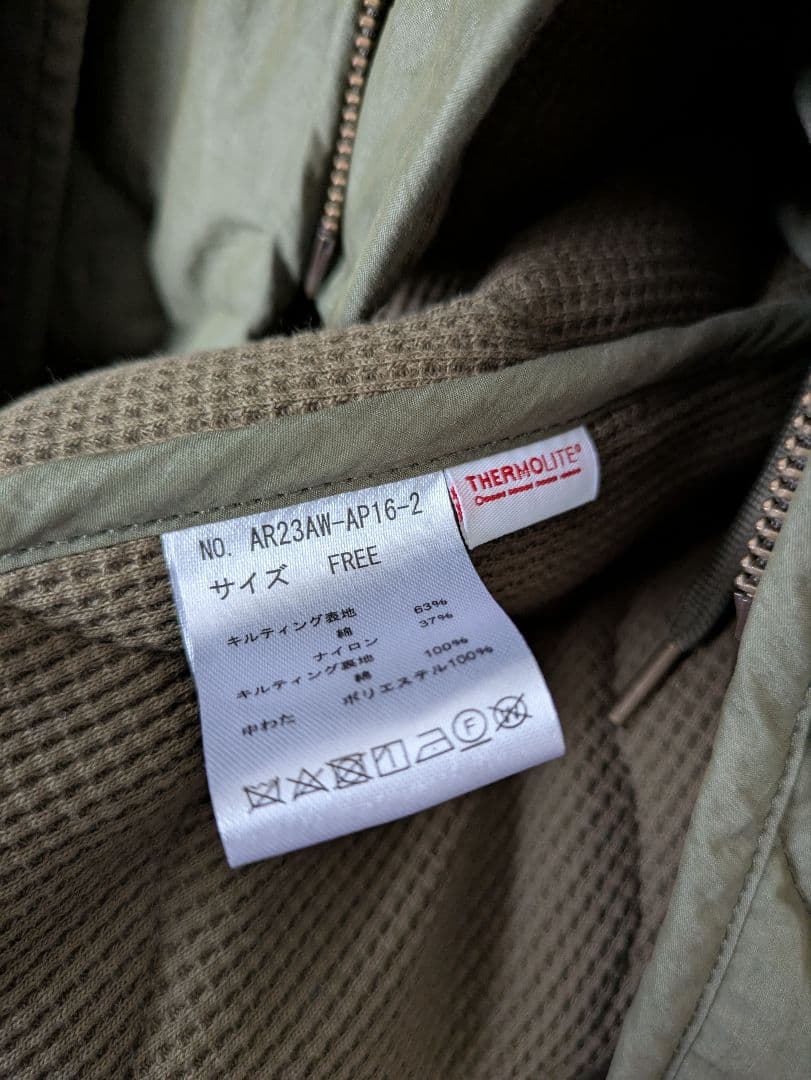 THERMOLITE®
NO. AR23AW-AP16-2
サイズ FREE
キルティング表地
綿 63%
ナイロン 37%
キルティング裏地
綿 100%
中わた ポリエステル100%
F
W